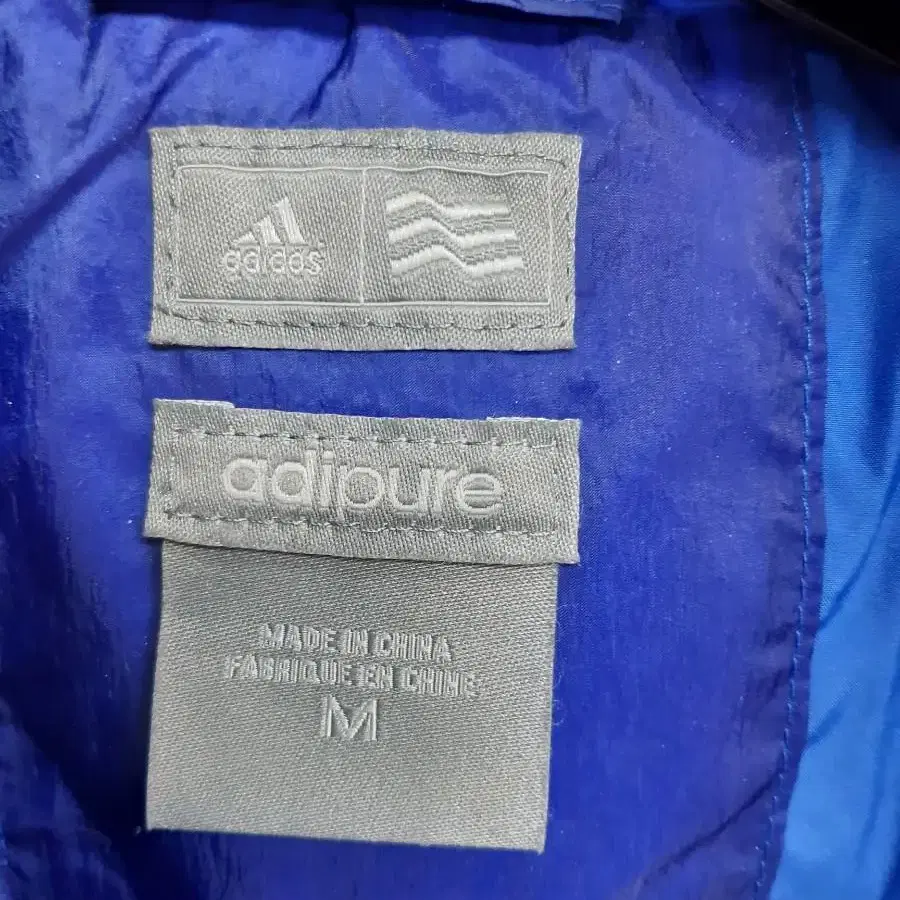 adidas
adipure
MADE IN CHINA
FABRIQUE EN CHINE
M